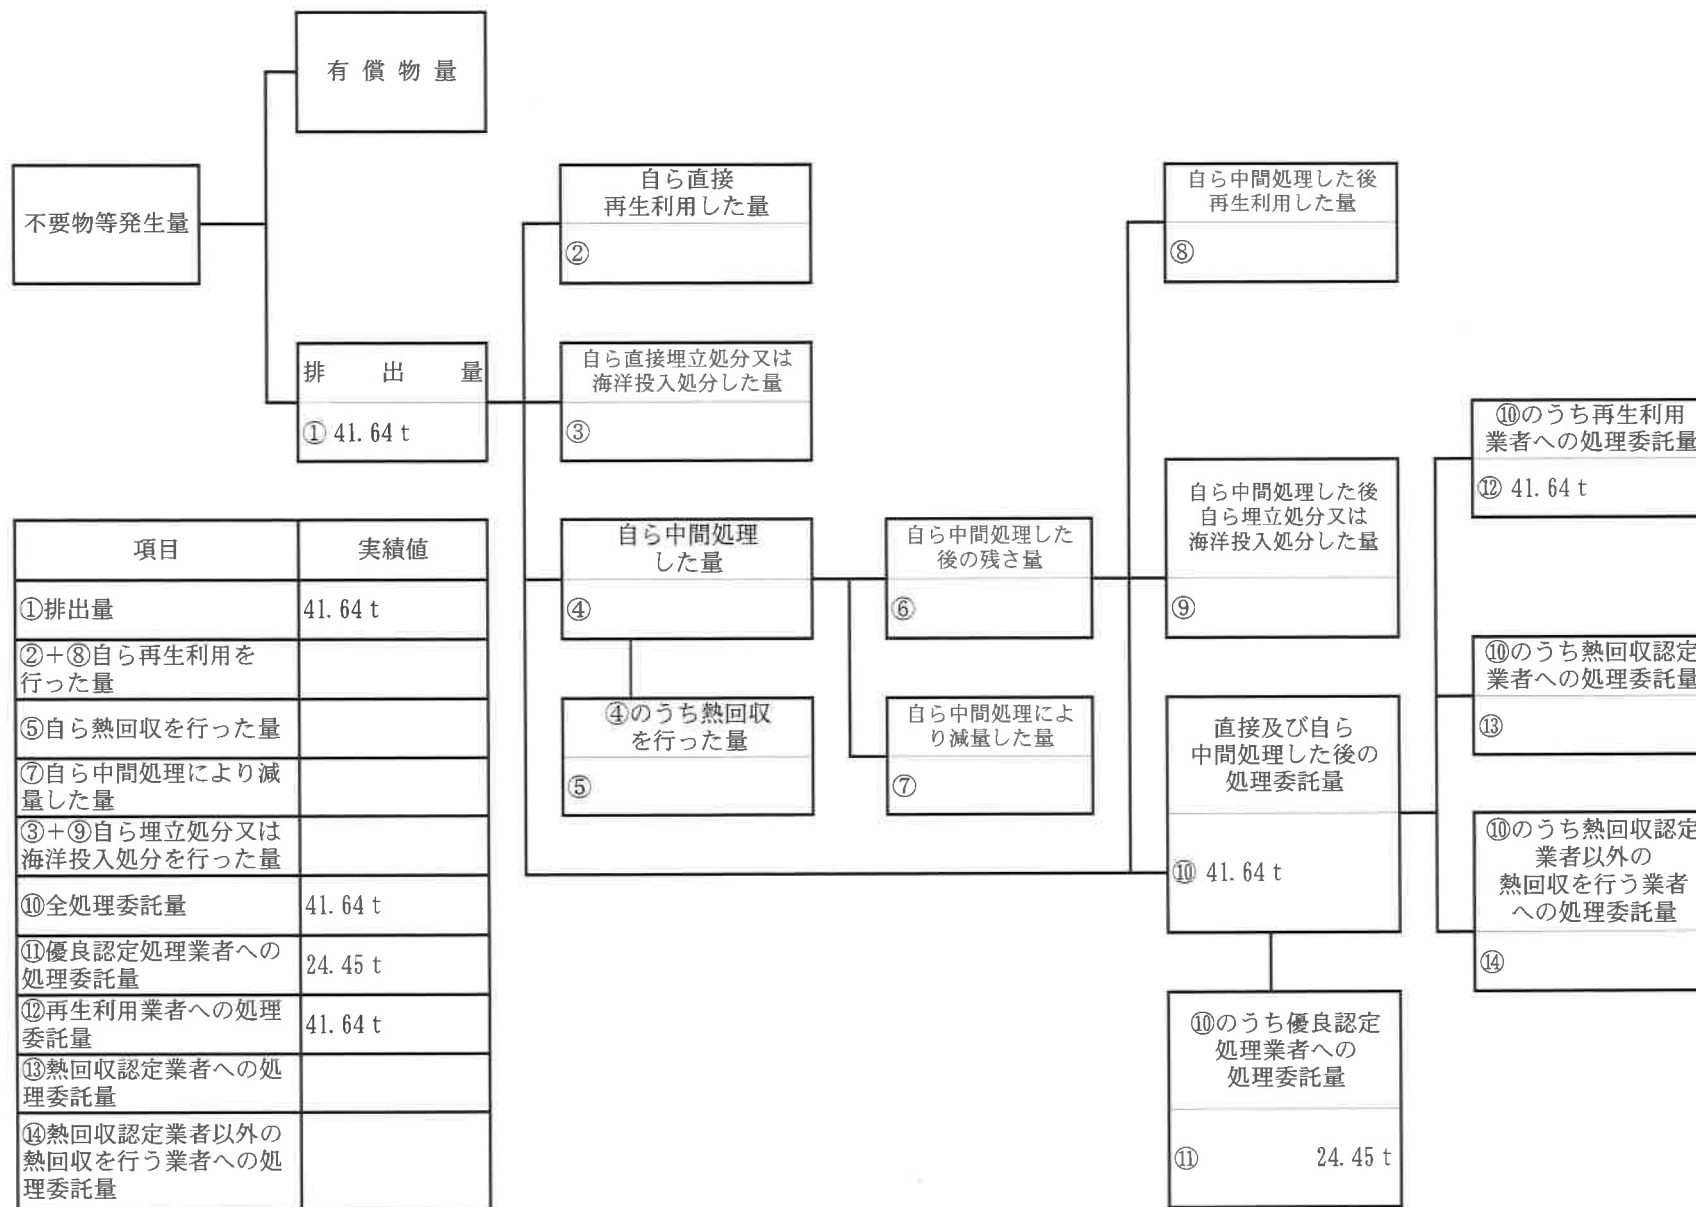 有償物量
不要物等発生量
排出量
① 41.64 t
自ら直接
再生利用した量
②
自ら直接埋立処分又は
海洋投入処分した量
③
自ら中間処理
した量
④
④のうち熱回収
を行った量
⑤
自ら中間処理した
後の残さ量
⑥
自ら中間処理によ
り減量した量
⑦
自ら中間処理した後
再生利用した量
⑧
自ら中間処理した後
自ら埋立処分又は
海洋投入処分した量
⑨
直接及び自ら
中間処理した後の
処理委託量
⑩ 41.64 t
⑩のうち優良認定
処理業者への
処理委託量
⑪ 24.45 t
⑩のうち再生利用
業者への処理委託量
⑫ 41.64 t
⑩のうち熱回収認定
業者への処理委託量
⑬
⑩のうち熱回収認定
業者以外の
熱回収を行う業者
への処理委託量
⑭
項目 実績値
①排出量 41.64 t
②+⑧自ら再生利用を
行った量
⑤自ら熱回収を行った量
⑦自ら中間処理により減
量した量
③+⑨自ら埋立処分又は
海洋投入処分を行った量
⑩全処理委託量 41.64 t
⑪優良認定処理業者への
処理委託量 24.45 t
⑫再生利用業者への処理
委託量 41.64 t
⑬熱回収認定業者への処
理委託量
⑭熱回収認定業者以外の
熱回収を行う業者への処
理委託量